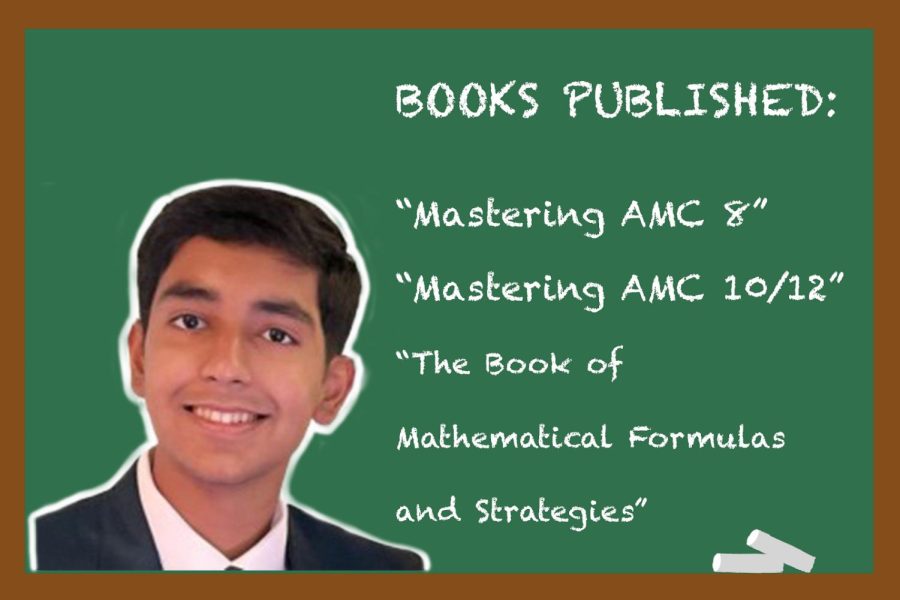 BOOKS PUBLISHED:
“Mastering AMC 8”
“Mastering AMC 10/12”
“The Book of
Mathematical Formulas
and Strategies”